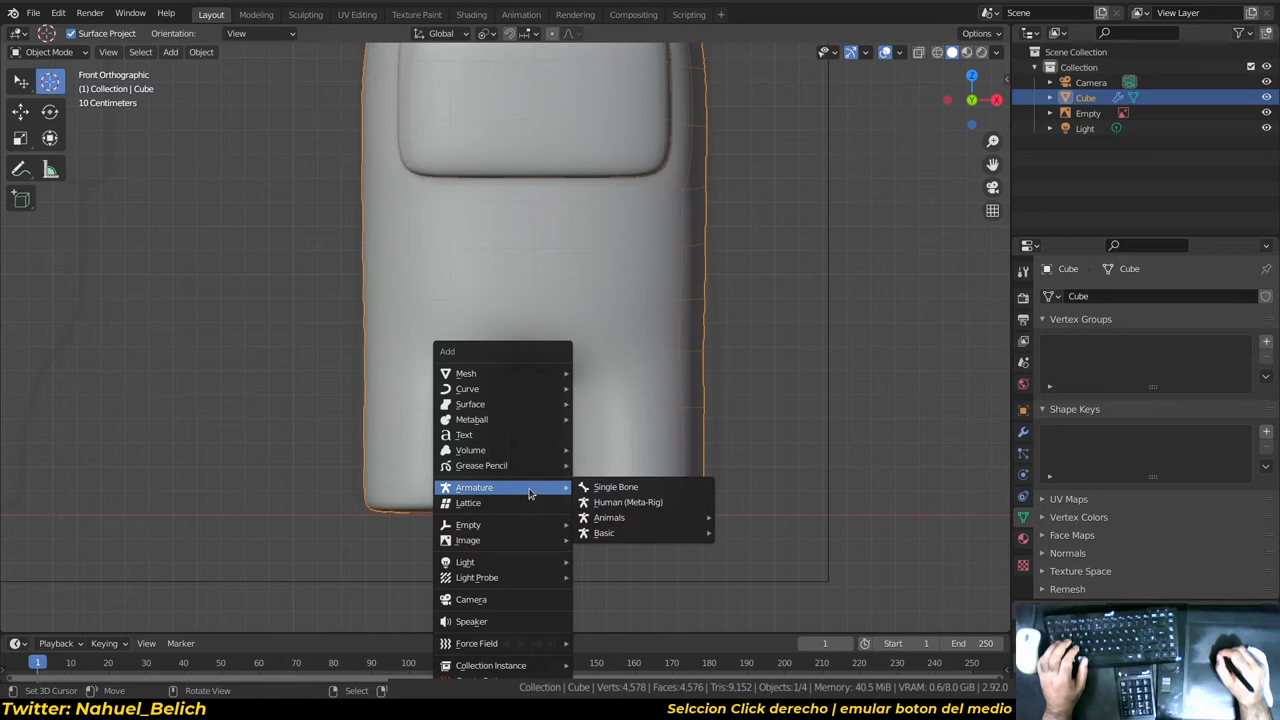 File Edit Render Window Help Layout Modeling Sculpting UV Editing Texture Paint Shading Animation Rendering Compositing Scripting + Scene View Layer
Surface Project Orientation: View Global Options
Object Mode View Select Add Object
Front Orthographic
(1) Collection | Cube
10 Centimeters
Z
Y
X
Scene Collection
Collection
Camera
Cube
Empty
Light
Cube Cube
Cube
Vertex Groups
Shape Keys
UV Maps
Vertex Colors
Face Maps
Normals
Texture Space
Remesh
Add
Mesh
Curve
Surface
Metaball
Text
Volume
Grease Pencil
Armature
Lattice
Empty
Image
Light
Light Probe
Camera
Speaker
Force Field
Collection Instance
Single Bone
Human (Meta-Rig)
Animals
Basic
Playback Keying View Marker 1 Start 1 End 250
1 10 20 30 40 50 60 70 80 90 100 150 160 170 180 190 200 210 220 230 240 250
Set 3D Cursor Move Rotate View Select Collection | Cube | Verts:4,578 | Faces:4,576 | Tris:9,152 | Objects:1/4 | Memory: 40.5 MiB | VRAM: 0.6/8.0 GiB | 2.92.0
Twitter: Nahuel_Belich Selccion Click derecho / emular boton del medio